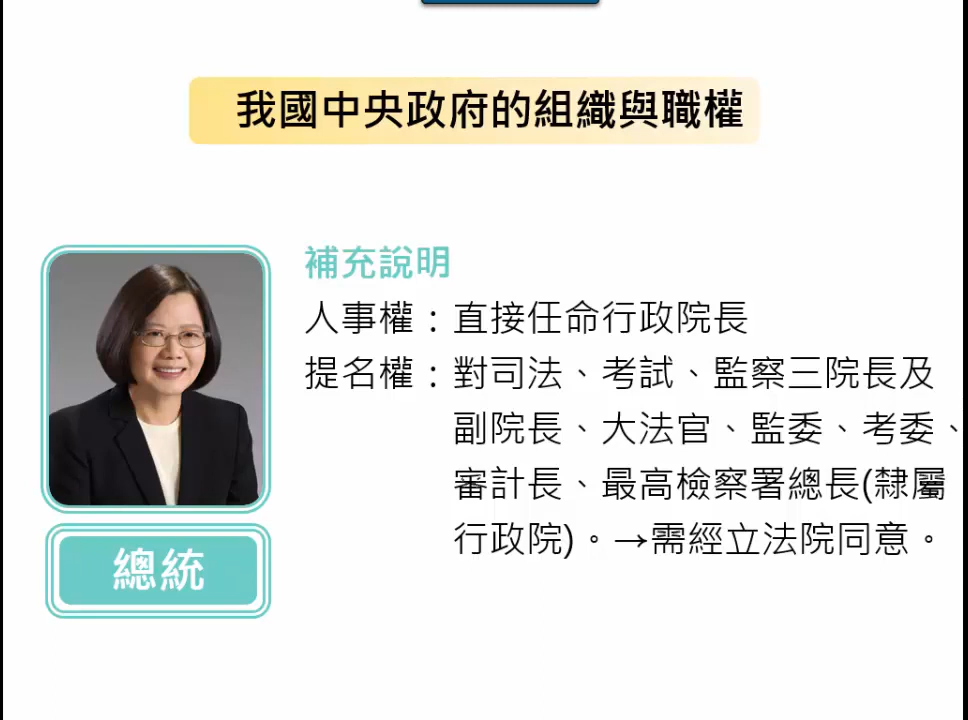 我國中央政府的組織與職權
補充說明
人事權：直接任命行政院長
提名權：對司法、考試、監察三院長及
副院長、大法官、監委、考委、
審計長、最高檢察署總長(隸屬
行政院)。→需經立法院同意。
總統